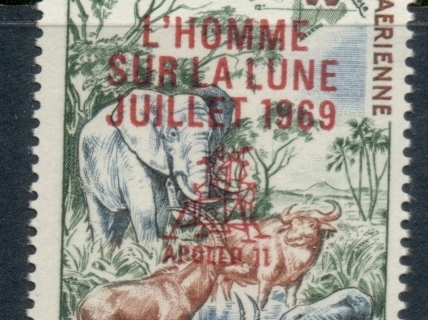 L'HOMME
SUR LA LUNE
JUILLET 1969
APOLLO 11
AERIENNE